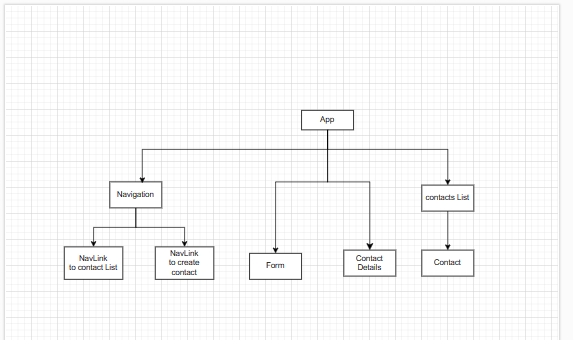 App
Navigation
contacts List
NavLink
to contact List
NavLink
to create
contact
Form
Contact
Details
Contact